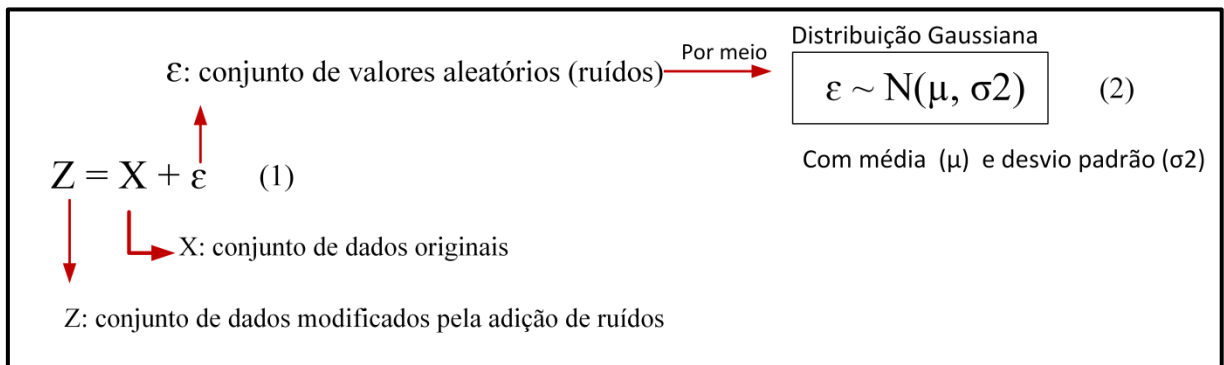 Distribuição Gaussiana
Ɛ: conjunto de valores aleatórios (ruídos) Por meio ε ~ N(μ, σ2) (2)
Com média (μ) e desvio padrão (σ2)
Z = X + ε (1)
X: conjunto de dados originais
Z: conjunto de dados modificados pela adição de ruídos